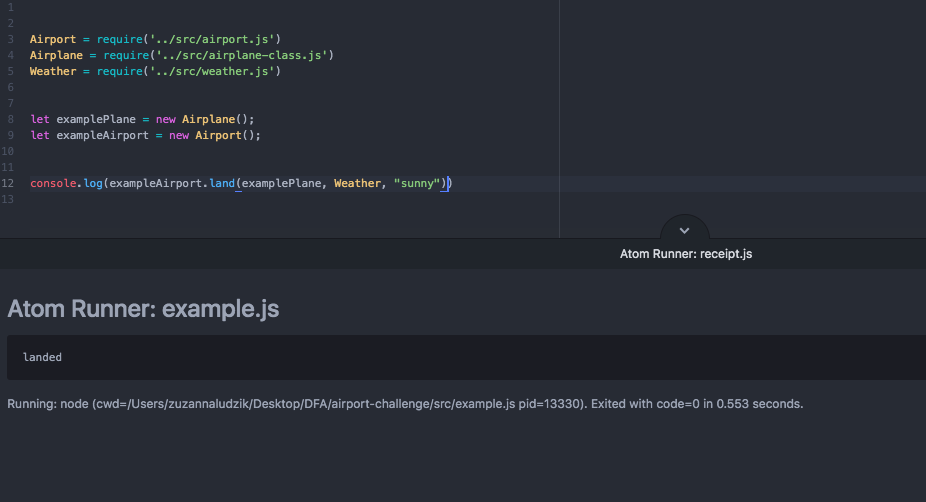 1
2
3 Airport = require('../src/airport.js')
4 Airplane = require('../src/airplane-class.js')
5 Weather = require('../src/weather.js')
6
7
8 let examplePlane = new Airplane();
9 let exampleAirport = new Airport();
10
11
12 console.log(exampleAirport.land(examplePlane, Weather, "sunny"))
13
Atom Runner: receipt.js
Atom Runner: example.js
landed
Running: node (cwd=/Users/zuzannaludzik/Desktop/DFA/airport-challenge/src/example.js pid=13330). Exited with code=0 in 0.553 seconds.